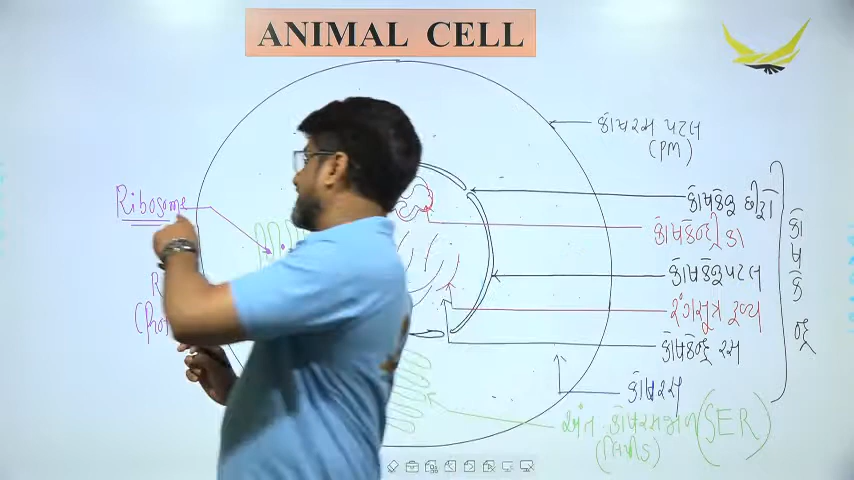 ANIMAL CELL
કોષરસ પટલ
(PM)
Ribosome
કોષકેન્દ્ર છીદ્રો
કોષકેન્દ્રીકા
કોષકેન્દ્રપટલ
રંગસૂત્ર દ્રવ્ય
કોષકેન્દ્ર રસ
કોષરસ
અંત: કોષરસજાળ (SER)
(લિપીડ)
કોષકેન્દ્ર